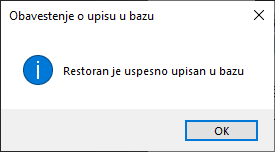 Obavestenje o upisu u bazu
Restoran je uspesno upisan u bazu
OK